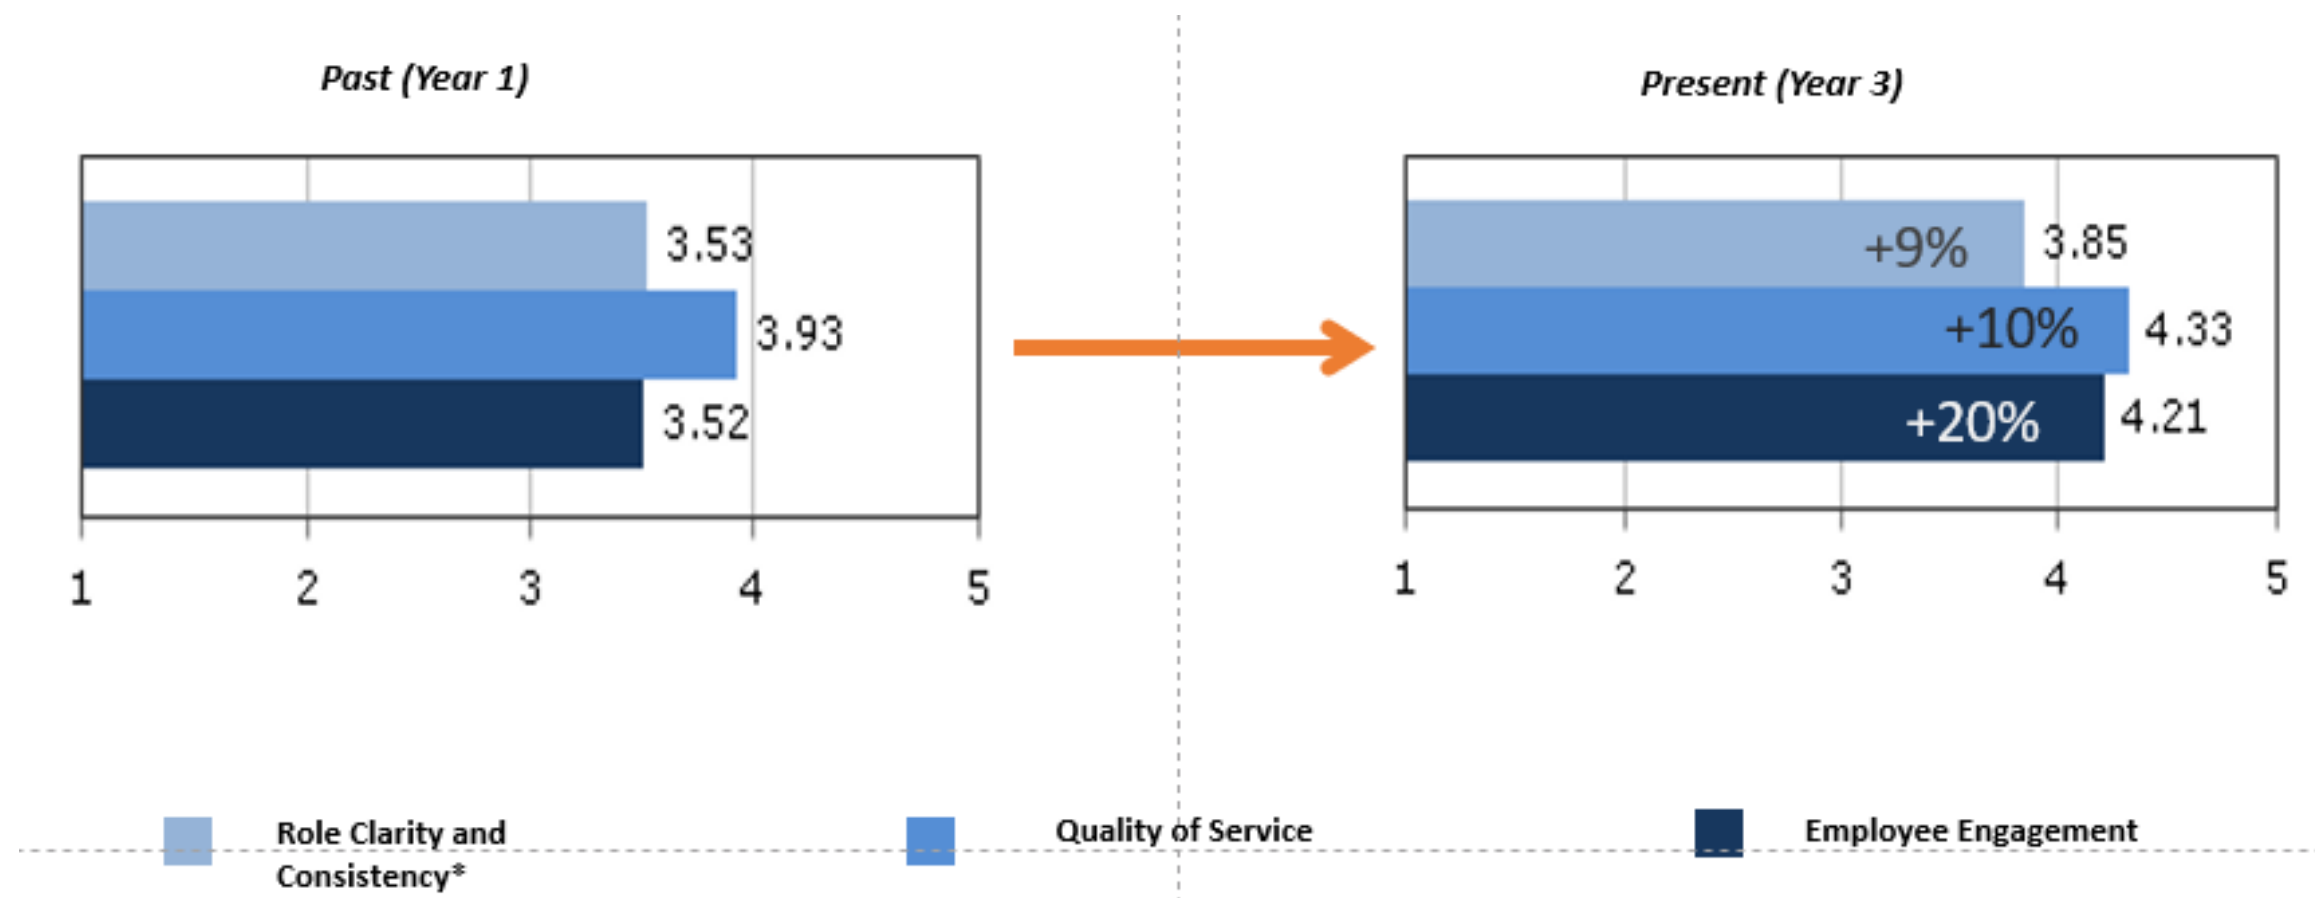 Past (Year 1)
3.53
3.93
3.52
1 2 3 4 5
Present (Year 3)
+9% 3.85
+10% 4.33
+20% 4.21
1 2 3 4 5
Role Clarity and
Consistency*
Quality of Service
Employee Engagement